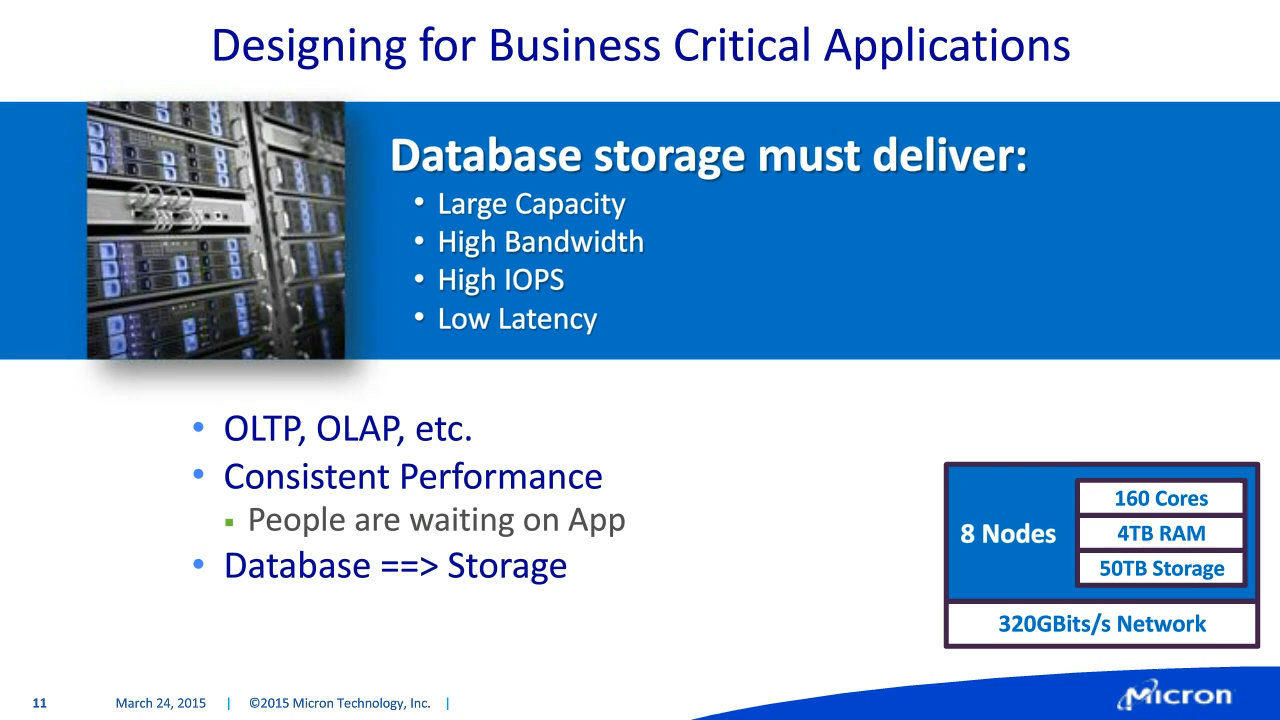 Designing for Business Critical Applications
Database storage must deliver:
• Large Capacity
• High Bandwidth
• High IOPS
• Low Latency
• OLTP, OLAP, etc.
• Consistent Performance
▪ People are waiting on App
• Database ==> Storage
8 Nodes
160 Cores
4TB RAM
50TB Storage
320GBits/s Network
11 March 24, 2015 | ©2015 Micron Technology, Inc. |
Micron